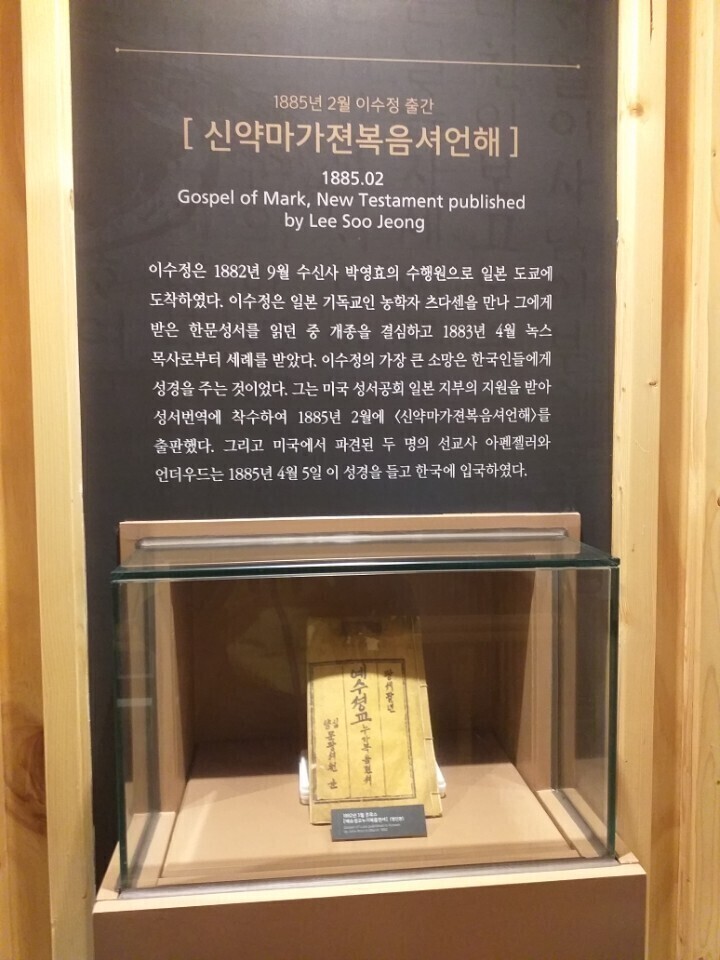 1885년 2월 이수정 출간
[ 신약마가젼복음셔언해 ]
1885.02
Gospel of Mark, New Testament published
by Lee Soo Jeong
이수정은 1882년 9월 수신사 박영효의 수행원으로 일본 도쿄에
도착하였다. 이수정은 일본 기독교인 농학자 츠다센을 만나 그에게
받은 한문성서를 읽던 중 개종을 결심하고 1883년 4월 녹스
목사로부터 세례를 받았다. 이수정의 가장 큰 소망은 한국인들에게
성경을 주는 것이었다. 그는 미국 성서공회 일본 지부의 지원을 받아
성서번역에 착수하여 1885년 2월에 〈신약마가젼복음셔언해〉를
출판했다. 그리고 미국에서 파견된 두 명의 선교사 아펜젤러와
언더우드는 1885년 4월 5일 이 성경을 들고 한국에 입국하였다.
예수셩교